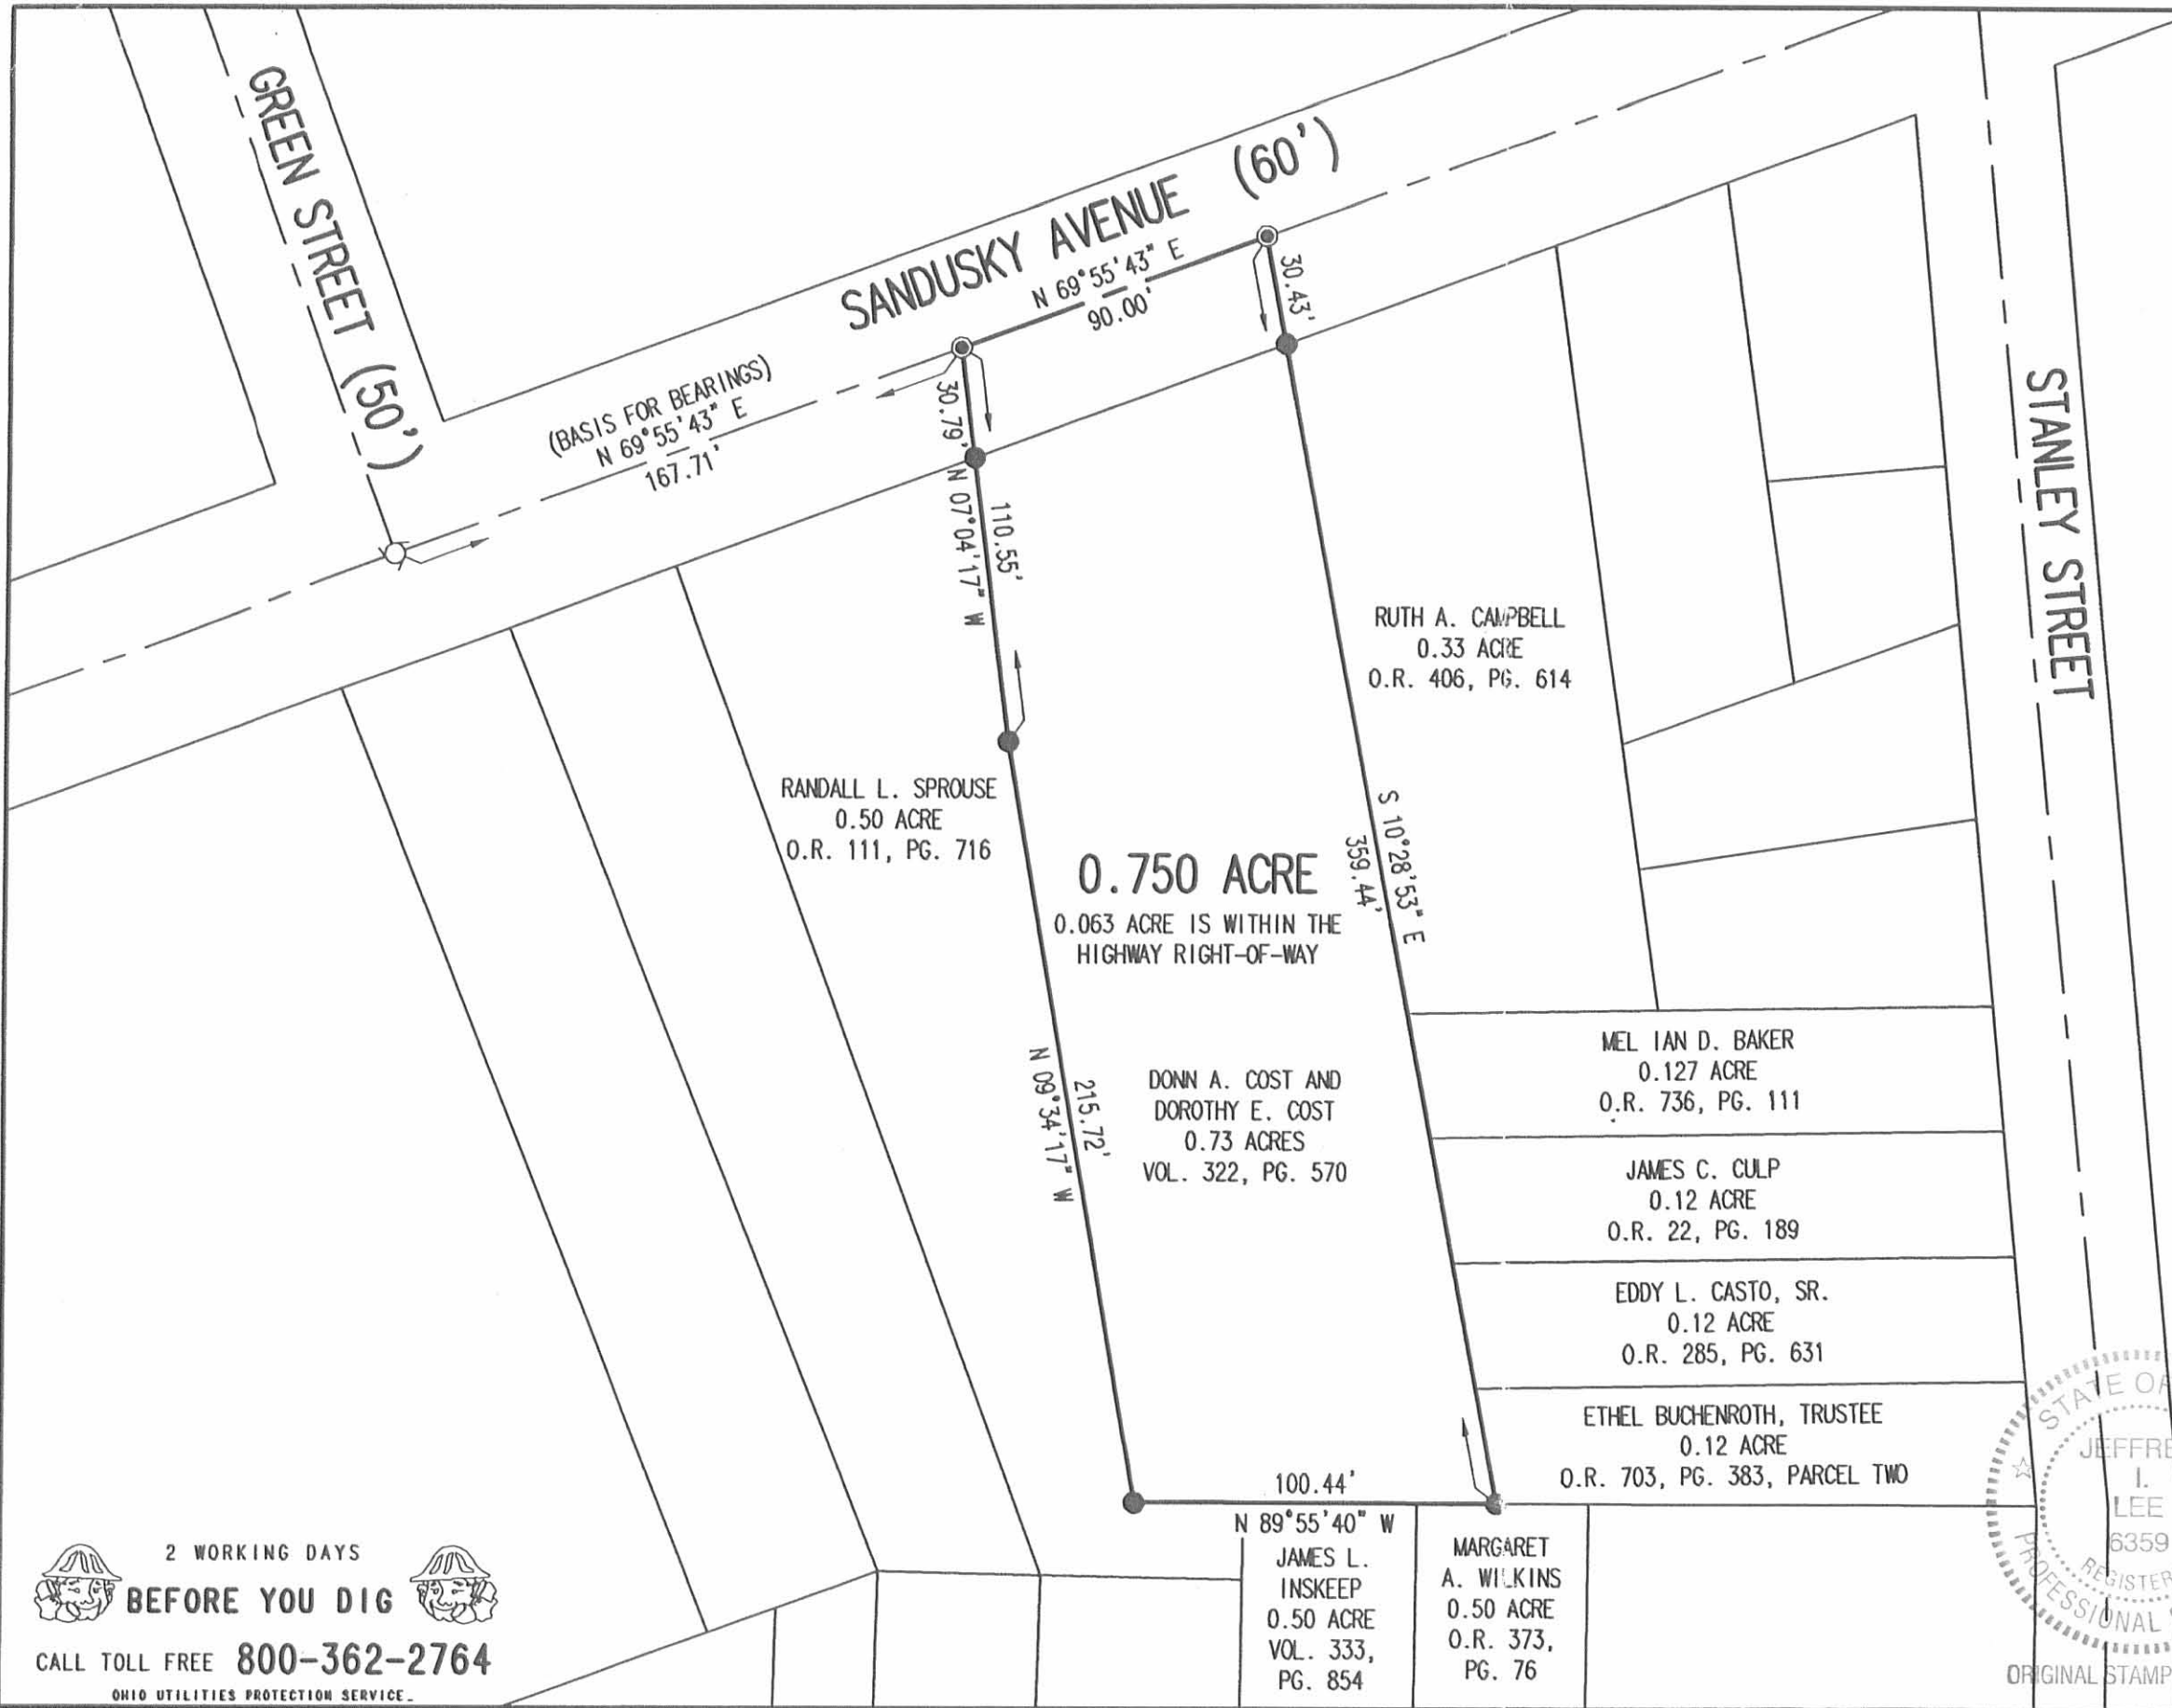 GREEN STREET (50')
SANDUSKY AVENUE (60')
N 69°55'43" E
90.00'
30.43'
(BASIS FOR BEARINGS)
N 69°55'43" E
167.71'
30.79'
N 07°04'17" W
110.55'
STANLEY STREET
RUTH A. CAMPBELL
0.33 ACRE
O.R. 406, PG. 614
RANDALL L. SPROUSE
0.50 ACRE
O.R. 111, PG. 716
0.750 ACRE
0.063 ACRE IS WITHIN THE
HIGHWAY RIGHT-OF-WAY
S 10°28'53" E
359.44'
N 09°34'17" W
215.72'
DONN A. COST AND
DOROTHY E. COST
0.73 ACRES
VOL. 322, PG. 570
MEL IAN D. BAKER
0.127 ACRE
O.R. 736, PG. 111
JAMES C. CULP
0.12 ACRE
O.R. 22, PG. 189
EDDY L. CASTO, SR.
0.12 ACRE
O.R. 285, PG. 631
ETHEL BUCHENROTH, TRUSTEE
0.12 ACRE
O.R. 703, PG. 383, PARCEL TWO
100.44'
N 89°55'40" W
JAMES L.
INSKEEP
0.50 ACRE
VOL. 333,
PG. 854
MARGARET
A. WILKINS
0.50 ACRE
O.R. 373,
PG. 76
2 WORKING DAYS
BEFORE YOU DIG
CALL TOLL FREE 800-362-2764
OHIO UTILITIES PROTECTION SERVICE.
STATE OF
JEFFRE
I.
LEE
6359
REGISTER
PROFESSIONAL
ORIGINAL STAMP